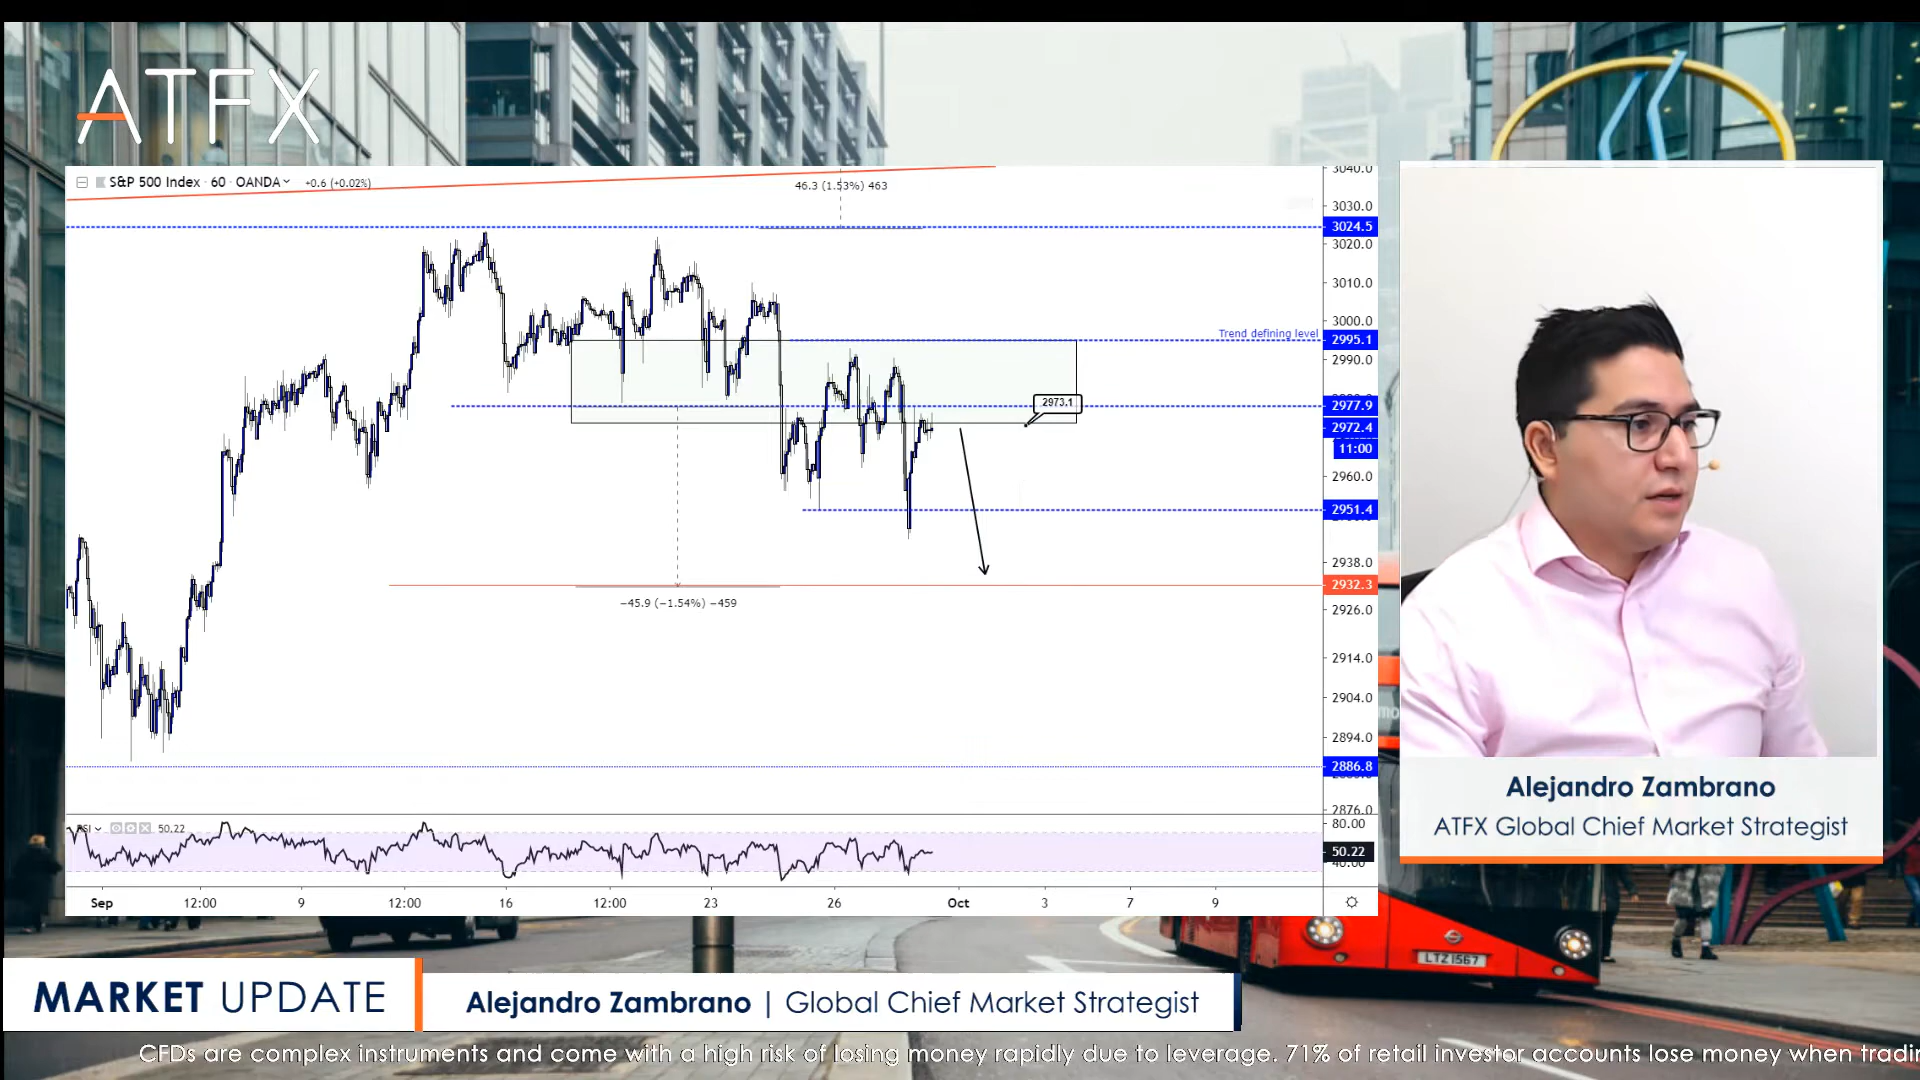 ATFX
S&P 500 Index · 60 · OANDA
+0.6 (+0.02%)
46.3 (1.53%) 463
3040.0
3030.0
3024.5
3020.0
3010.0
3000.0
Trend defining level
2995.1
2990.0
2973.1
2977.9
2972.4
11:00
2960.0
2951.4
2938.0
2932.3
−45.9 (−1.54%) −459
2926.0
2914.0
2904.0
2894.0
2886.8
2876.0
50.22
80.00
50.22
40.00
Sep 12:00 9 12:00 16 12:00 23 26 Oct 3 7 9
Alejandro Zambrano
ATFX Global Chief Market Strategist
LTZ1567
MARKET UPDATE
Alejandro Zambrano | Global Chief Market Strategist
CFDs are complex instruments and come with a high risk of losing money rapidly due to leverage. 71% of retail investor accounts lose money when tradin